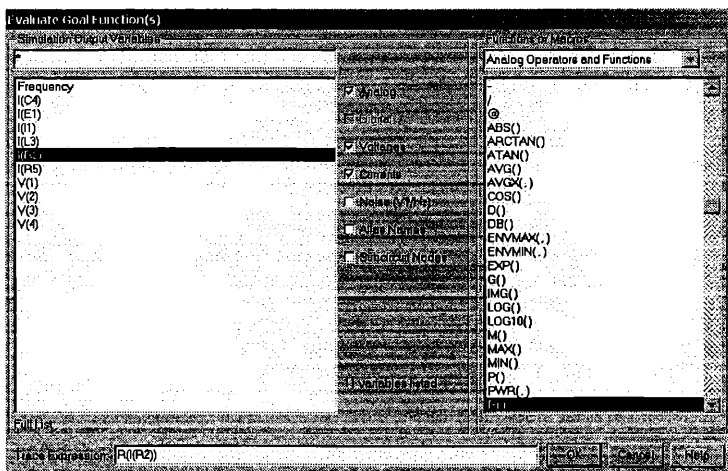 Evaluate Goal Function(s)
Simulation Output Variables
*
Frequency
I(C4)
I(E1)
I(I1)
I(L3)
I(R2)
I(R5)
V(1)
V(2)
V(3)
V(4)
Full List
Analog
Digital
Voltages
Currents
Noise (V²/Hz)
Alias Names
Subcircuit Nodes
variables listed
Functions or Macros
Analog Operators and Functions
-
/
@
ABS()
ARCTAN()
ATAN()
AVG()
AVGX(,)
COS()
D()
DB()
ENVMAX(,)
ENVMIN(,)
EXP()
G()
IMG()
LOG()
LOG10()
M()
MAX()
MIN()
P()
PWR(,)
R()
Trace Expression: R(I(R2))
OK
Cancel
Help